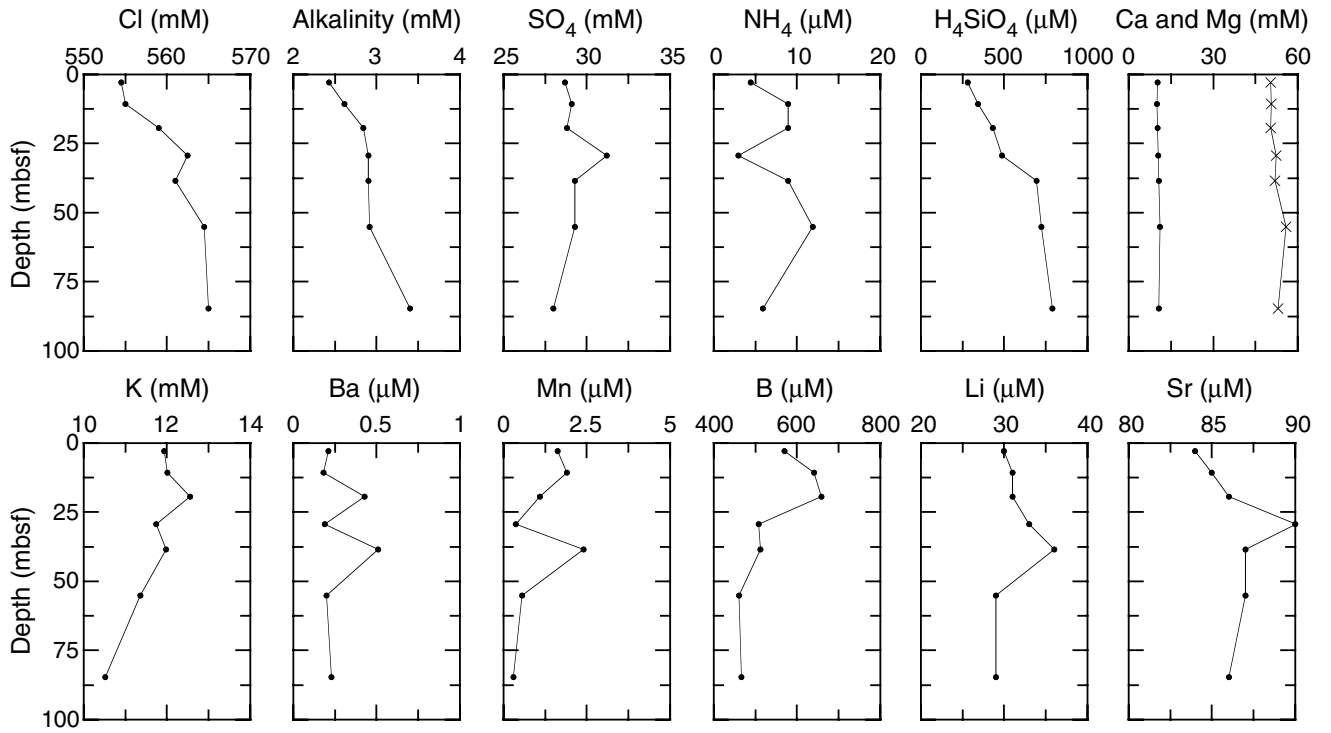 Cl (mM) Alkalinity (mM) SO4 (mM) NH4 (μM) H4SiO4 (μM) Ca and Mg (mM)
550 560 570 2 3 4 25 30 35 0 10 20 0 500 1000 0 30 60
0
25
50
75
100
Depth (mbsf)
K (mM) Ba (μM) Mn (μM) B (μM) Li (μM) Sr (μM)
10 12 14 0 0.5 1 0 2.5 5 400 600 800 20 30 40 80 85 90
0
25
50
75
100
Depth (mbsf)